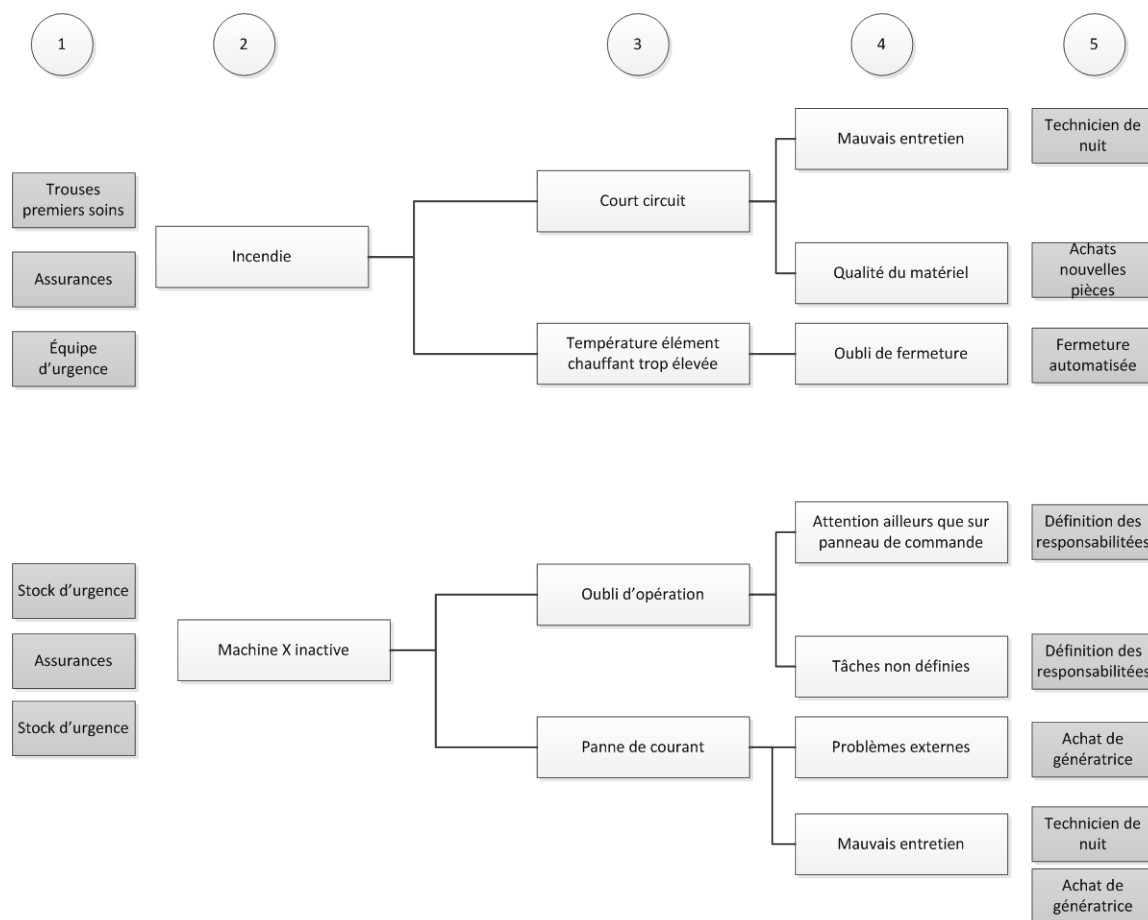 1
2
3
4
5
Mauvais entretien
Technicien de
nuit
Trouses
premiers soins
Court circuit
Incendie
Assurances
Qualité du matériel
Achats
nouvelles
pièces
Équipe
d'urgence
Température élément
chauffant trop élevée
Oubli de fermeture
Fermeture
automatisée
Attention ailleurs que sur
panneau de commande
Définition des
responsabilitées
Stock d'urgence
Oubli d'opération
Machine X inactive
Assurances
Tâches non définies
Définition des
responsabilitées
Stock d'urgence
Panne de courant
Problèmes externes
Achat de
génératrice
Mauvais entretien
Technicien de
nuit
Achat de
génératrice